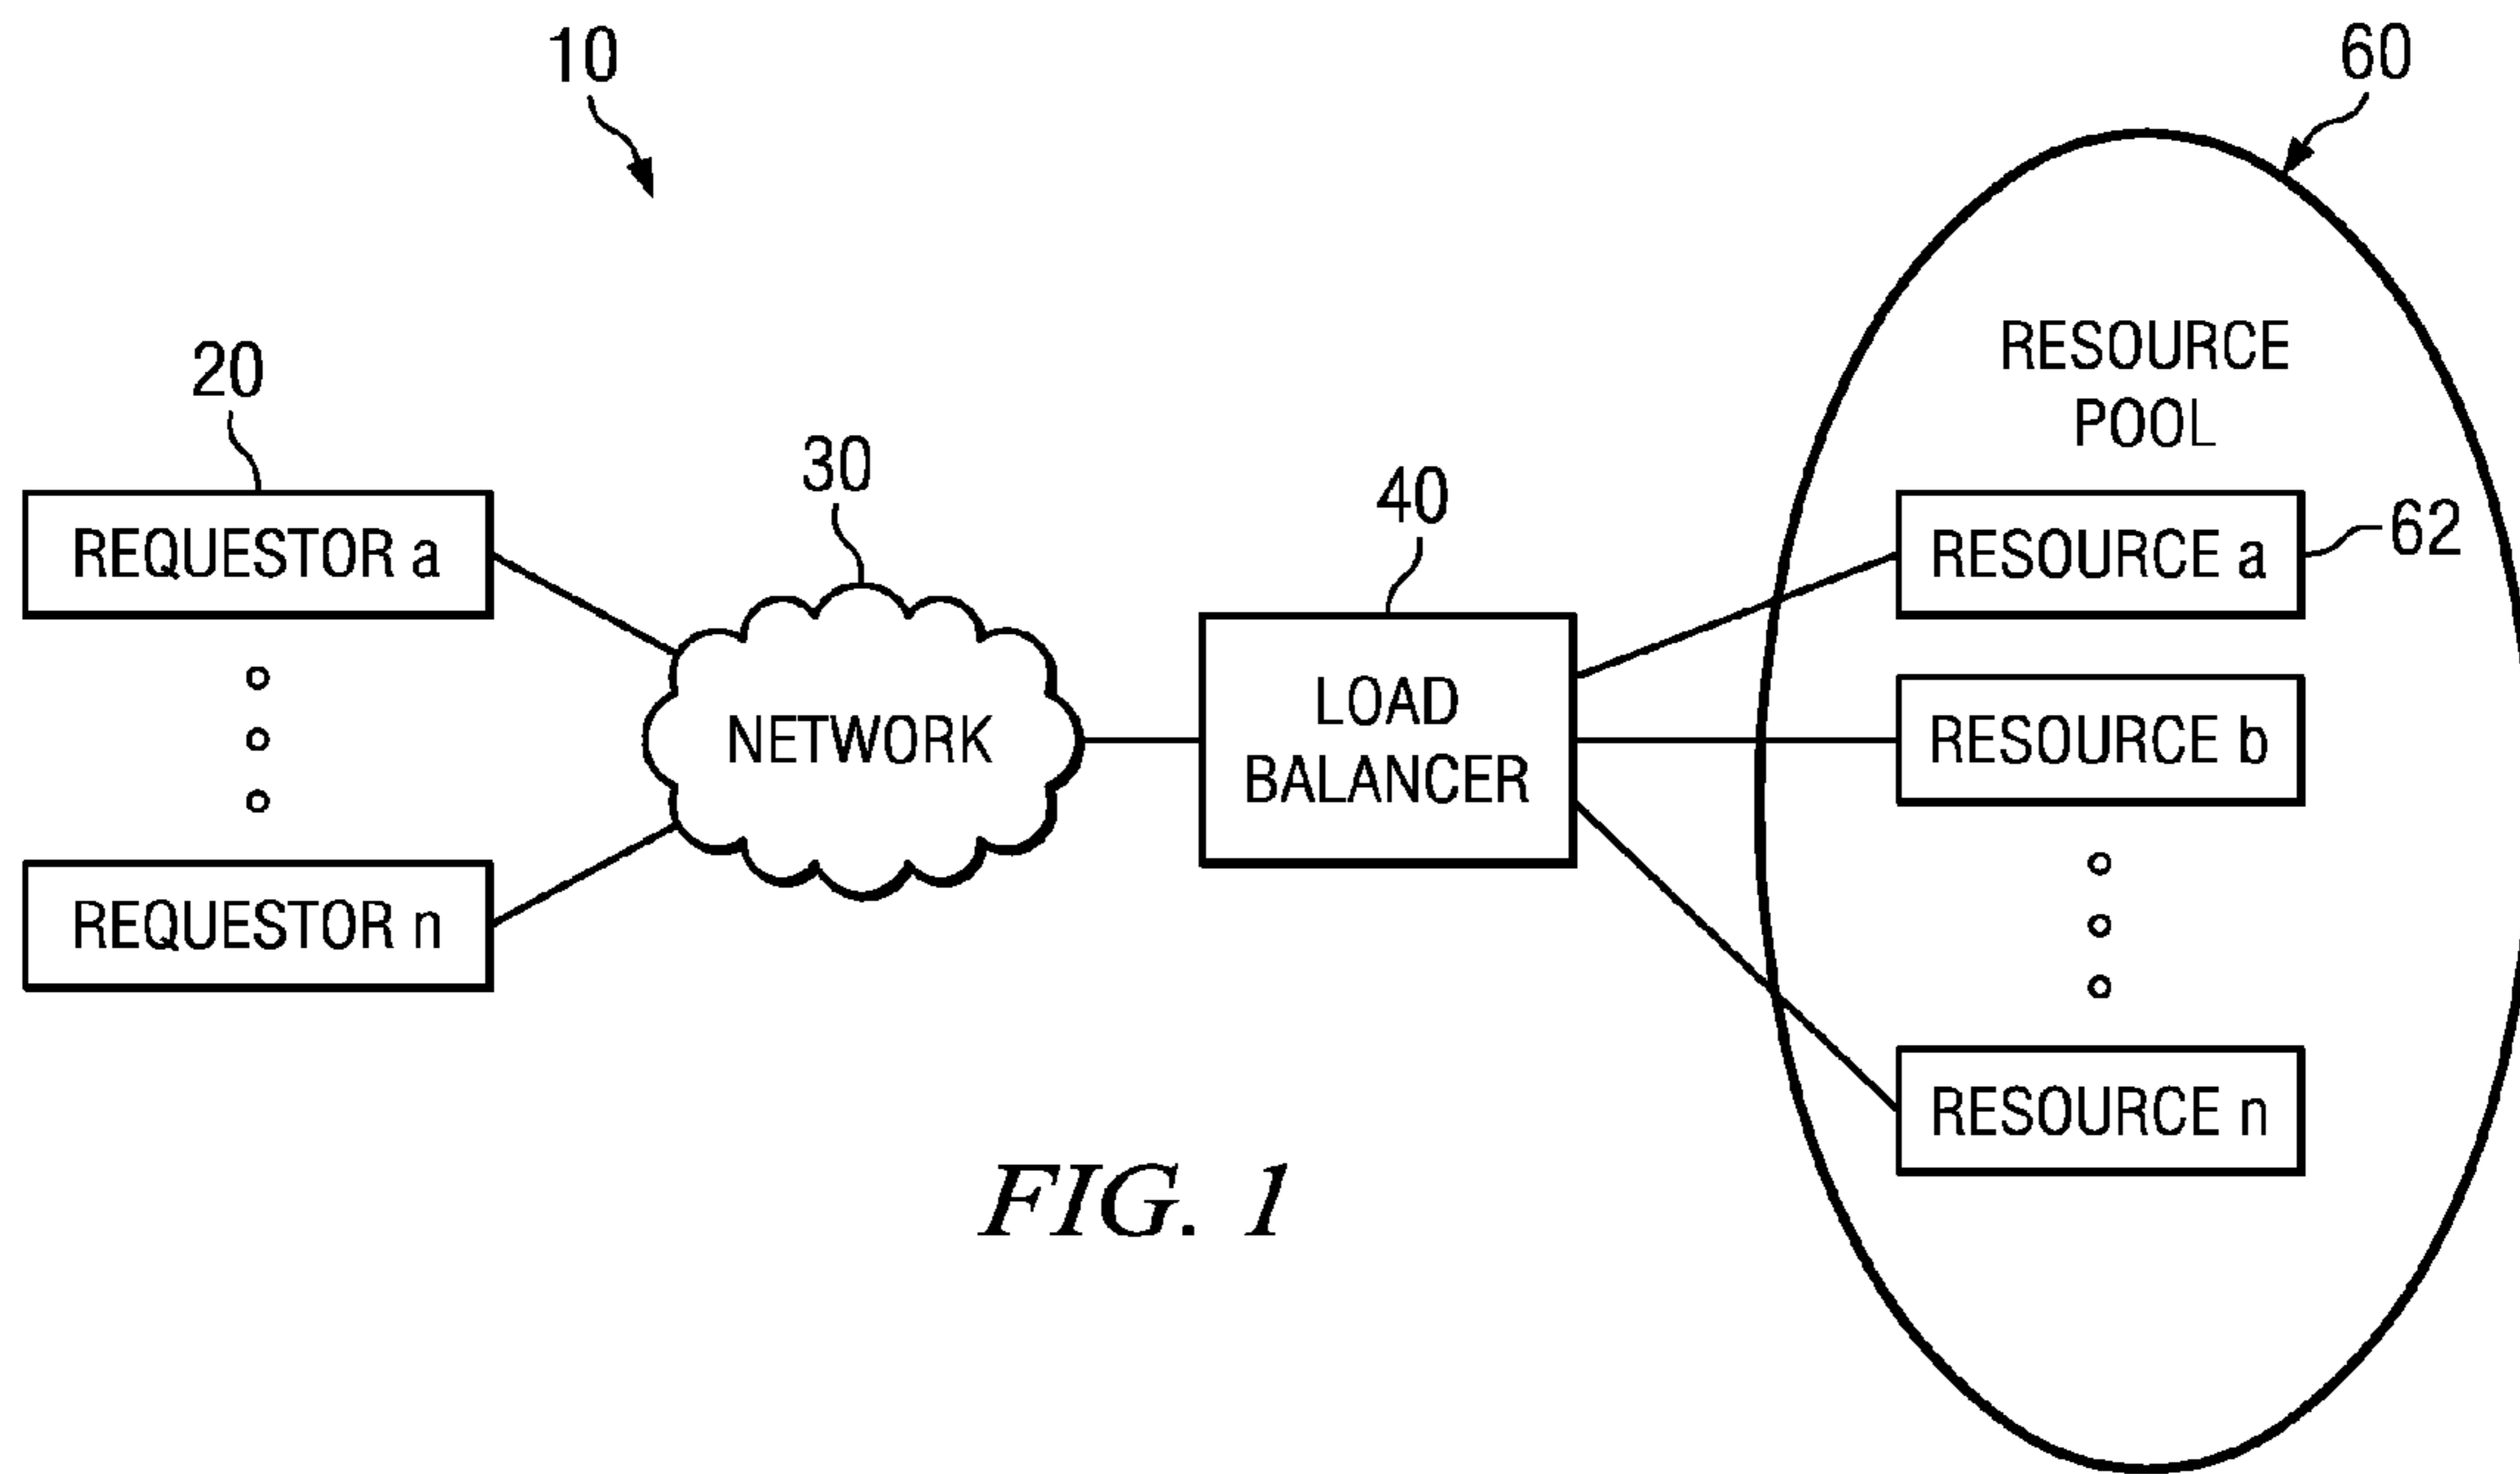 10
60
20
30
40
RESOURCE
POOL
REQUESTOR a
RESOURCE a
62
NETWORK
LOAD
BALANCER
RESOURCE b
REQUESTOR n
RESOURCE n
FIG. 1